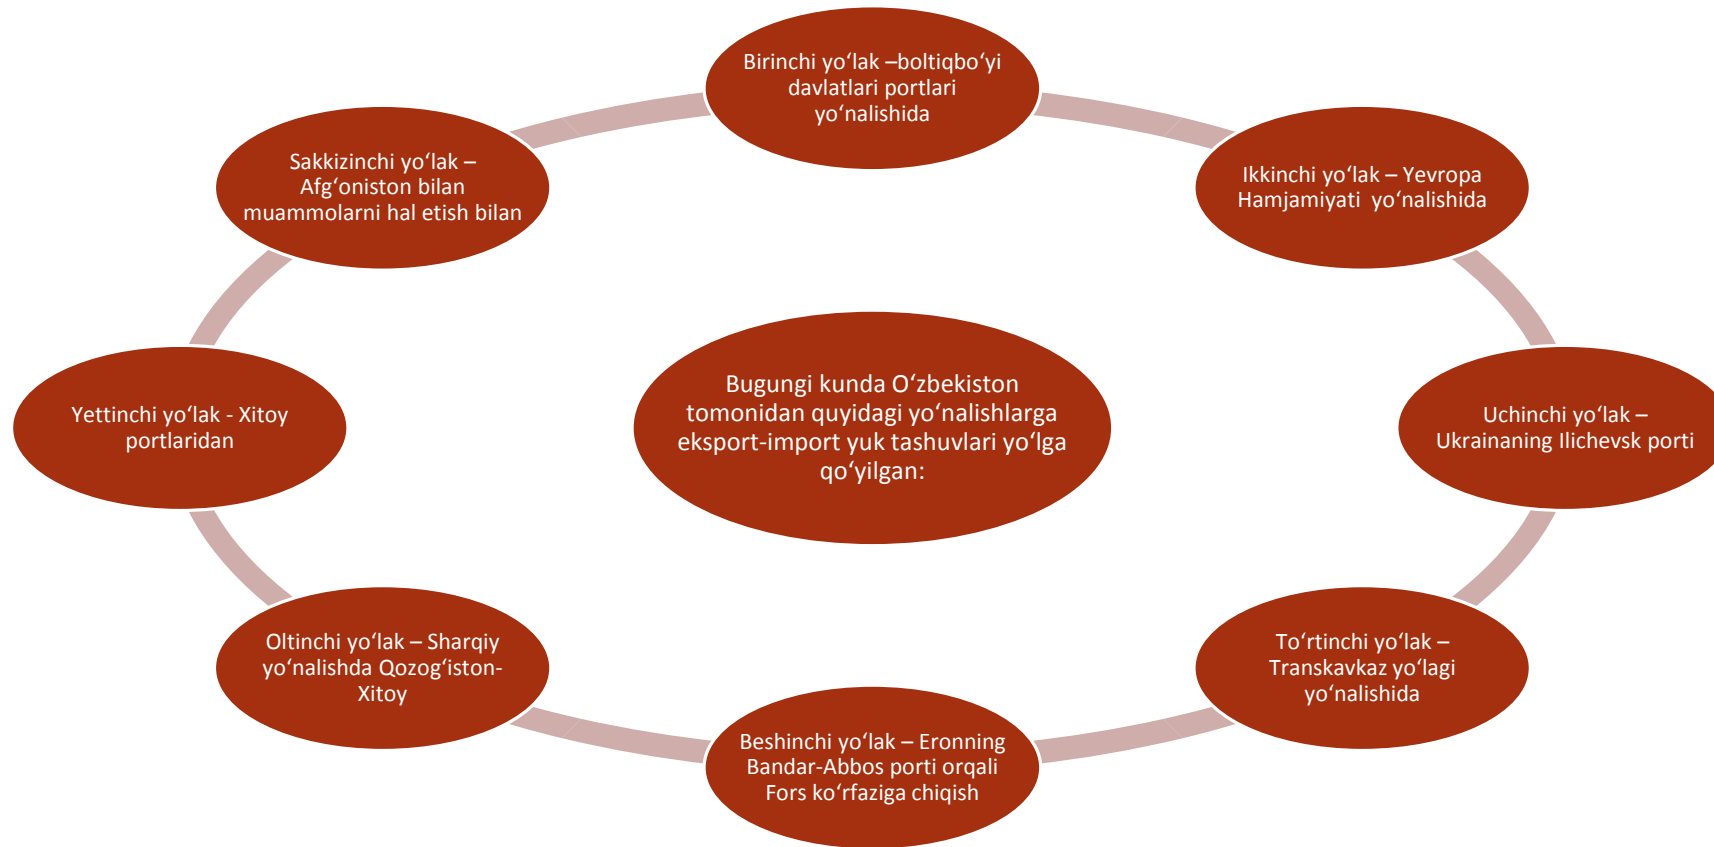 Birinchi yoʻlak –boltiqboʻyi
davlatlari portlari
yoʻnalishida
Ikkinchi yoʻlak – Yevropa
Hamjamiyati  yoʻnalishida
Uchinchi yoʻlak –
Ukrainaning Ilichevsk porti
Toʻrtinchi yoʻlak –
Transkavkaz yoʻlagi
yoʻnalishida
Beshinchi yoʻlak – Eronning
Bandar-Abbos porti orqali
Fors koʻrfaziga chiqish
Oltinchi yoʻlak – Sharqiy
yoʻnalishda Qozogʻiston-
Xitoy
Yettinchi yoʻlak - Xitoy
portlaridan
Sakkizinchi yoʻlak –
Afgʻoniston bilan
muammolarni hal etish bilan
Bugungi kunda Oʻzbekiston
tomonidan quyidagi yoʻnalishlarga
eksport-import yuk tashuvlari yoʻlga
qoʻyilgan: